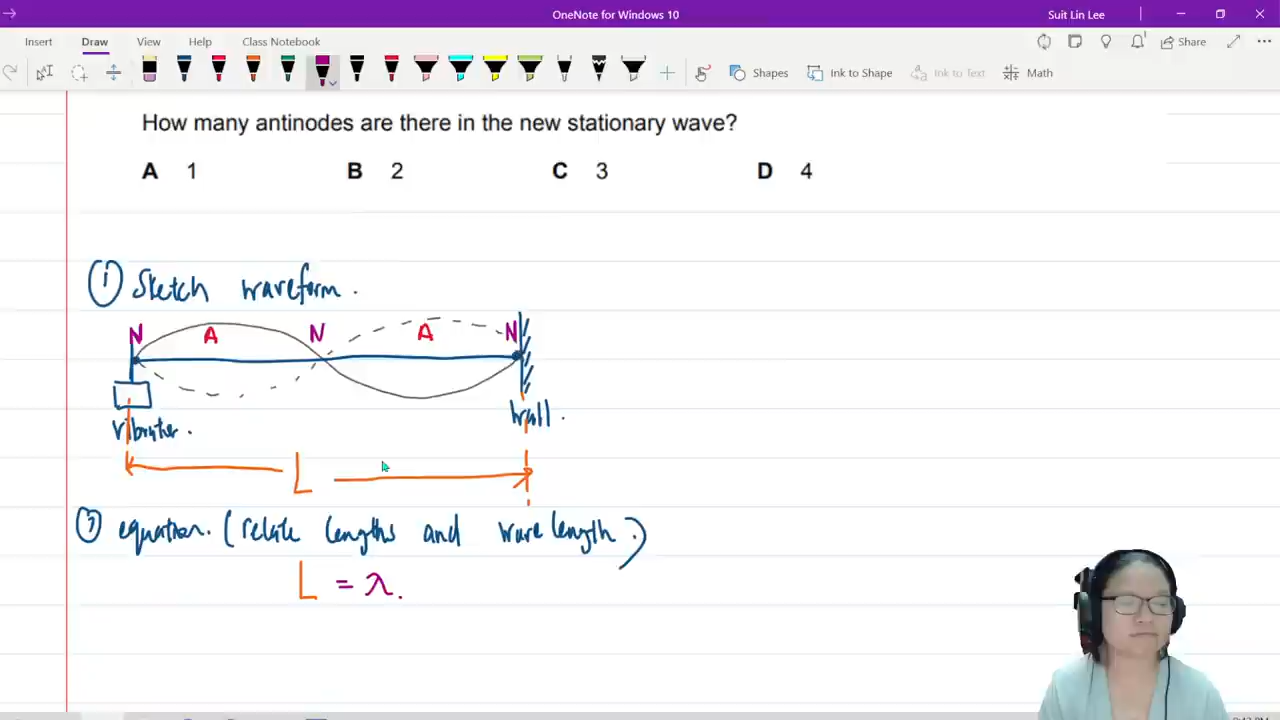 OneNote for Windows 10
Suit Lin Lee
Insert Draw View Help Class Notebook
Share
Shapes Ink to Shape Ink to Text Math
How many antinodes are there in the new stationary wave?
A 1 B 2 C 3 D 4
① Sketch waveform.
N A N A N
vibrator.
wall.
L
② equation. (relate lengths and wavelength.)
L = λ.